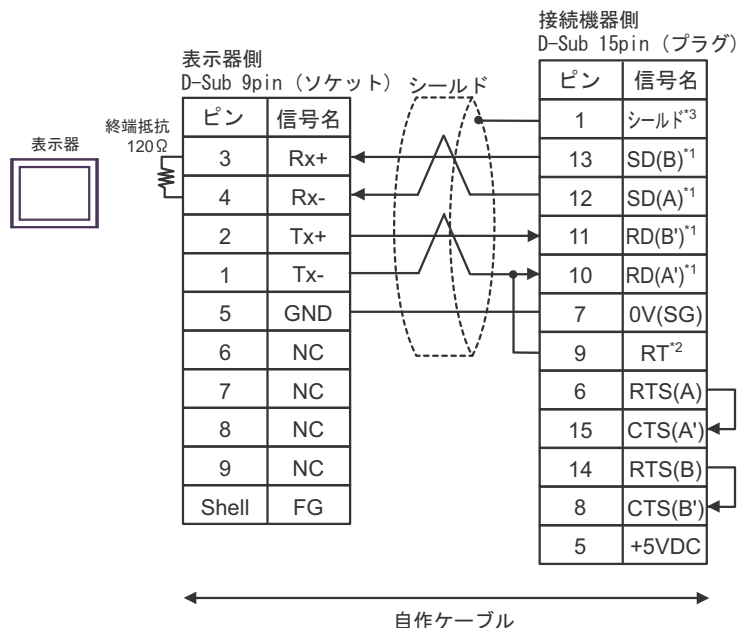 接続機器側
D-Sub 15pin (プラグ)
表示器側
D-Sub 9pin (ソケット)
シールド
終端抵抗
120Ω
表示器
ピン 信号名
3 Rx+
4 Rx-
2 Tx+
1 Tx-
5 GND
6 NC
7 NC
8 NC
9 NC
Shell FG
ピン 信号名
1 シールド*3
13 SD(B)*1
12 SD(A)*1
11 RD(B')*1
10 RD(A')*1
7 0V(SG)
9 RT*2
6 RTS(A)
15 CTS(A')
14 RTS(B)
8 CTS(B')
5 +5VDC
自作ケーブル